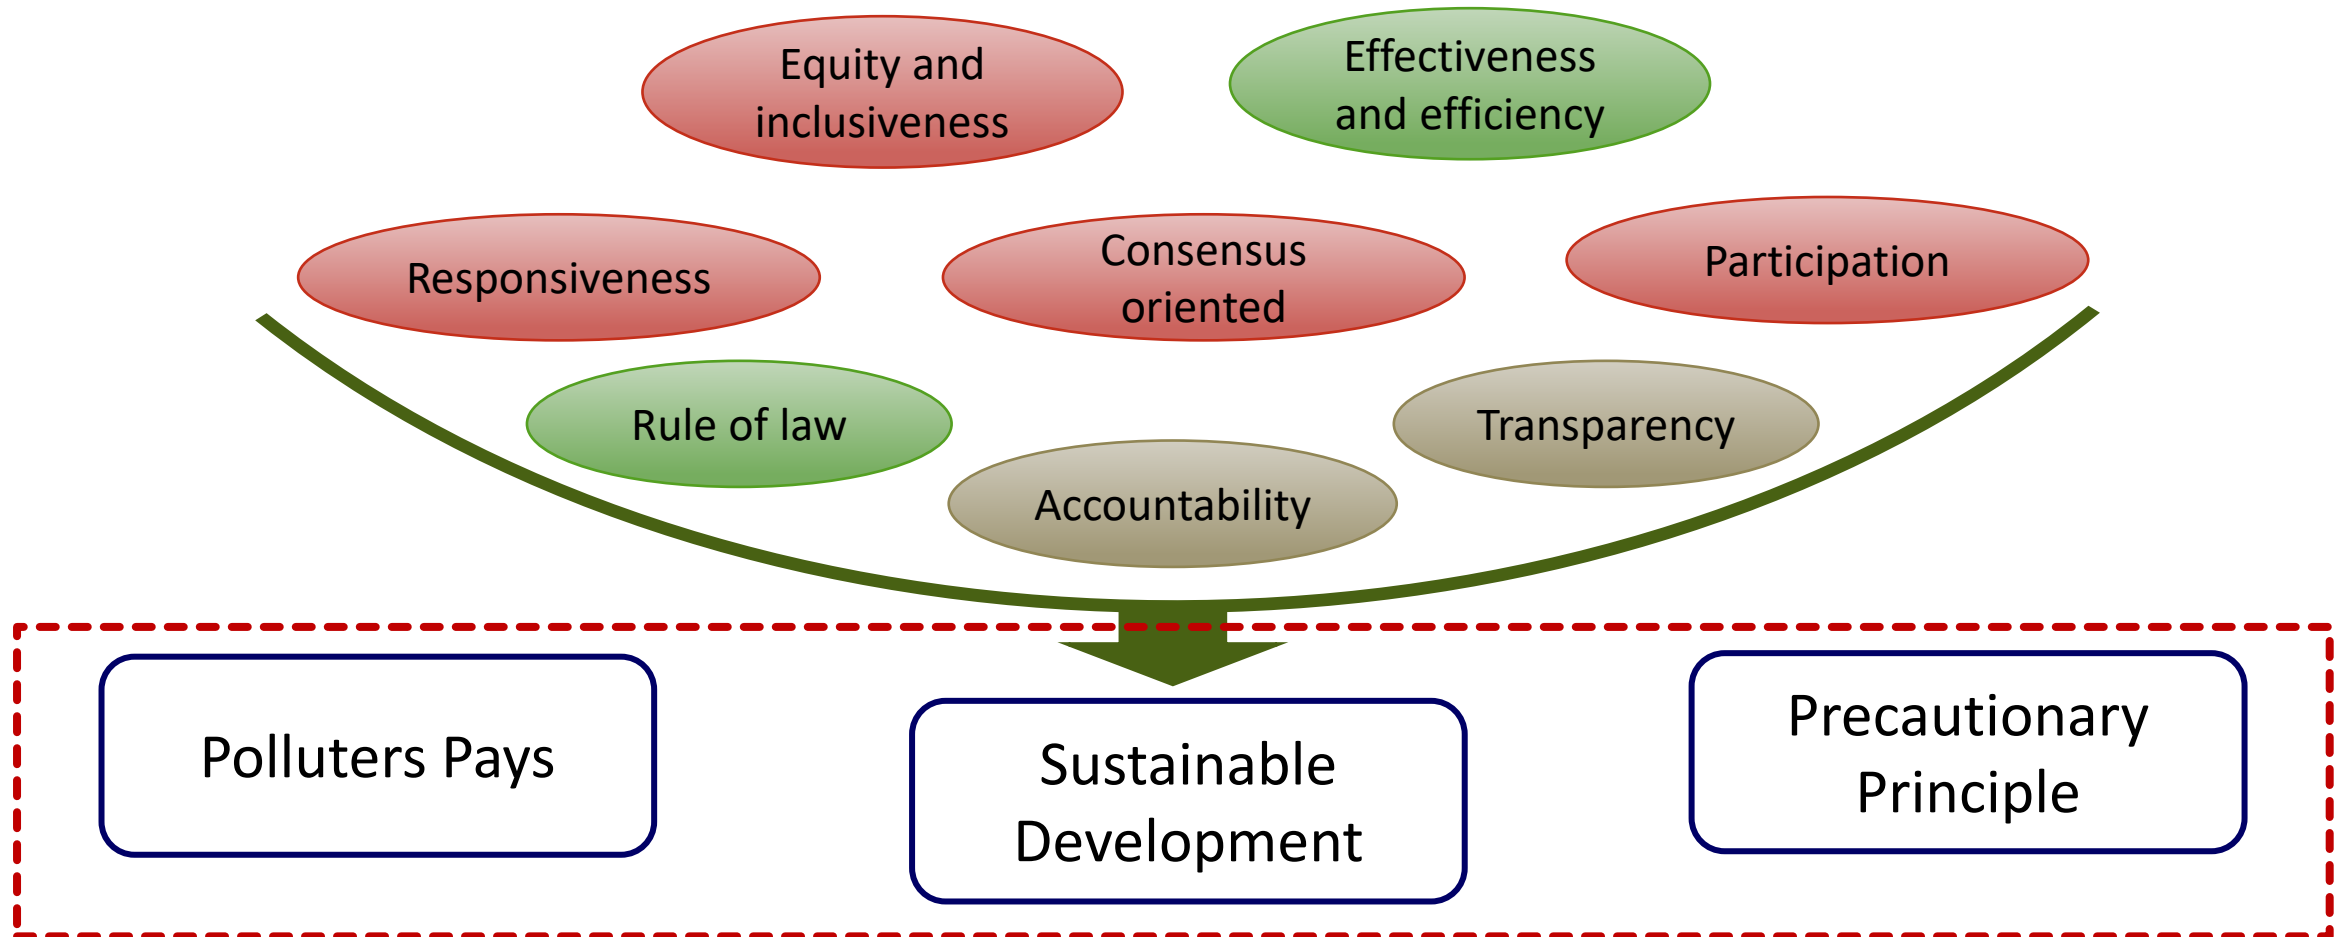 Equity and
inclusiveness
Effectiveness
and efficiency
Responsiveness
Consensus
oriented
Participation
Rule of law
Transparency
Accountability
Polluters Pays
Sustainable
Development
Precautionary
Principle